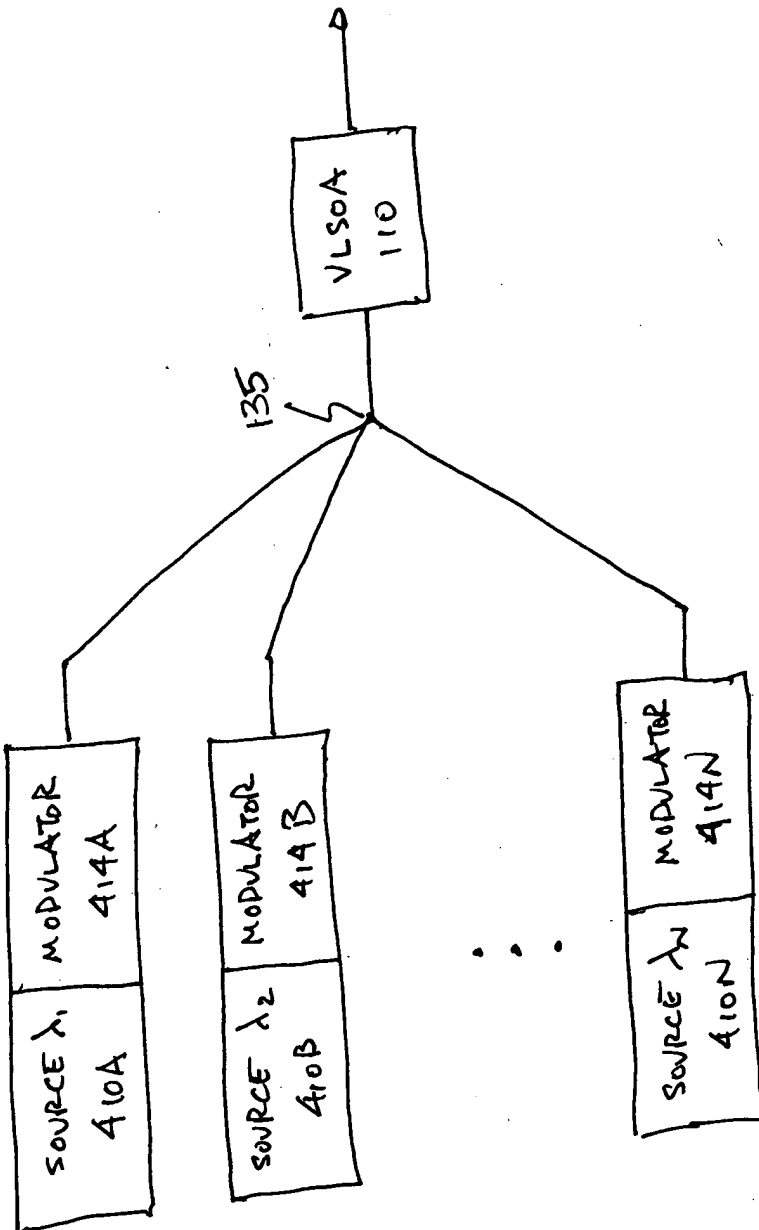 SOURCE λ1
410A
MODULATOR
414A
SOURCE λ2
410B
MODULATOR
414B
SOURCE λN
410N
MODULATOR
414N
135
VLSOA
110